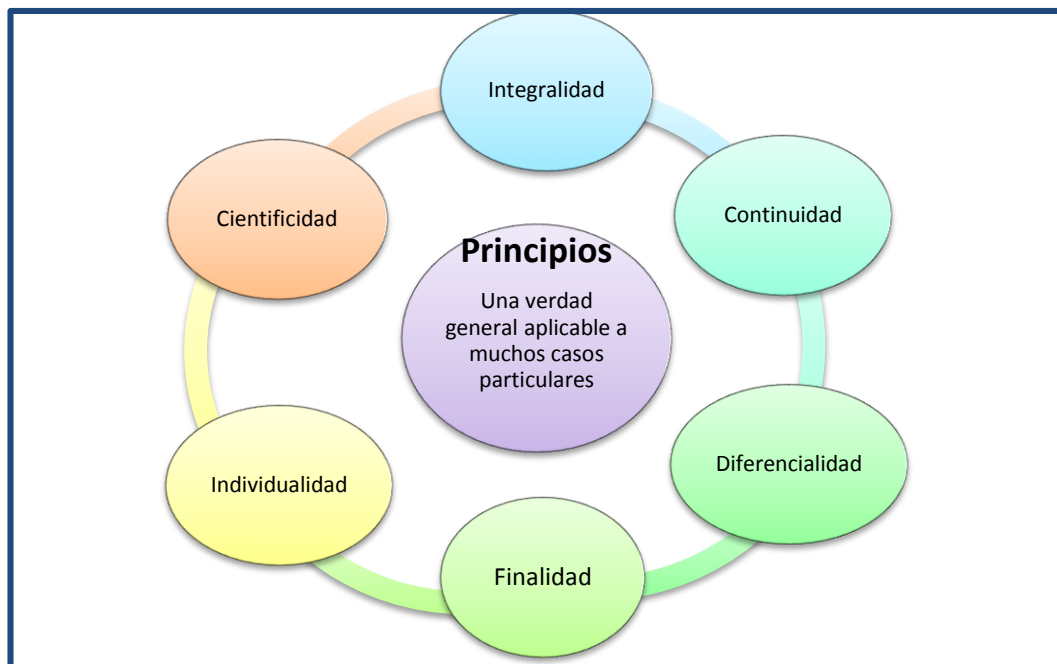 Integralidad
Cientificidad
Continuidad
Principios
Una verdad
general aplicable a
muchos casos
particulares
Individualidad
Diferencialidad
Finalidad